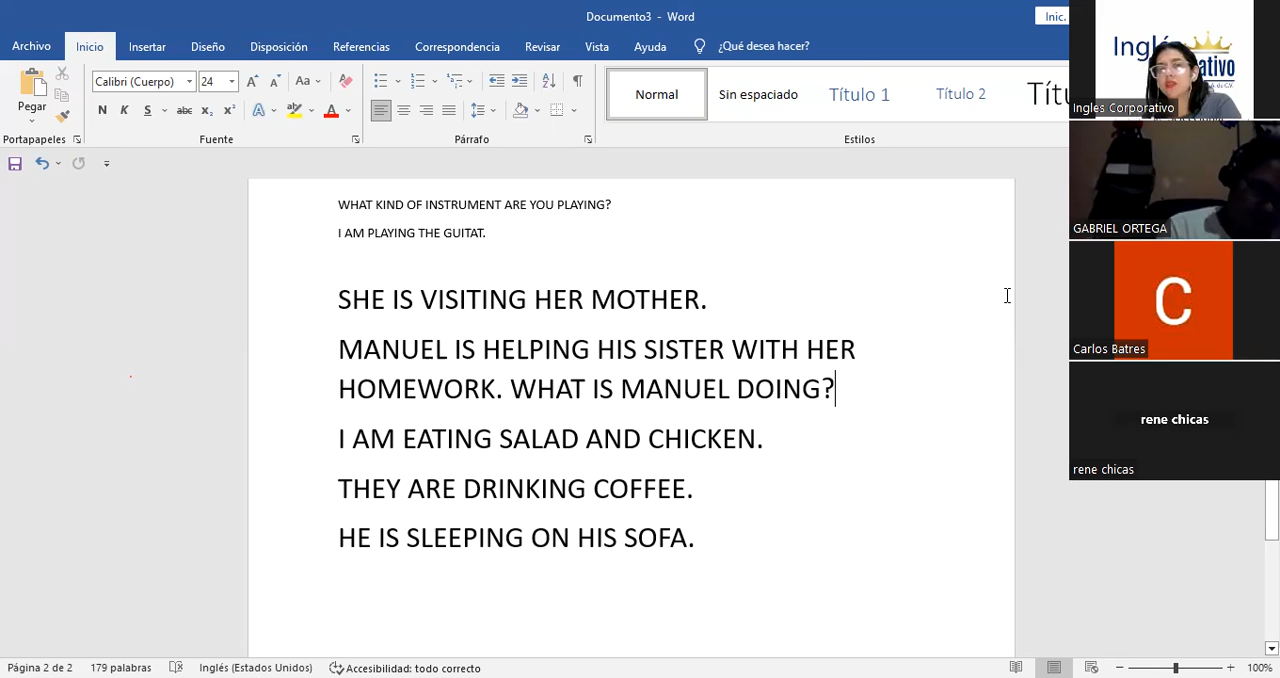 Documento3 - Word
Inic.
Archivo Inicio Insertar Diseño Disposición Referencias Correspondencia Revisar Vista Ayuda ¿Qué desea hacer?
Pegar
Calibri (Cuerpo) 24
Normal Sin espaciado Título 1 Título 2
Portapapeles Fuente Párrafo Estilos
WHAT KIND OF INSTRUMENT ARE YOU PLAYING?
I AM PLAYING THE GUITAT.
SHE IS VISITING HER MOTHER.
MANUEL IS HELPING HIS SISTER WITH HER
HOMEWORK. WHAT IS MANUEL DOING?
I AM EATING SALAD AND CHICKEN.
THEY ARE DRINKING COFFEE.
HE IS SLEEPING ON HIS SOFA.
Ingles Corporativo
GABRIEL ORTEGA
C
Carlos Batres
rene chicas
rene chicas
Página 2 de 2 179 palabras Inglés (Estados Unidos) Accesibilidad: todo correcto 100%